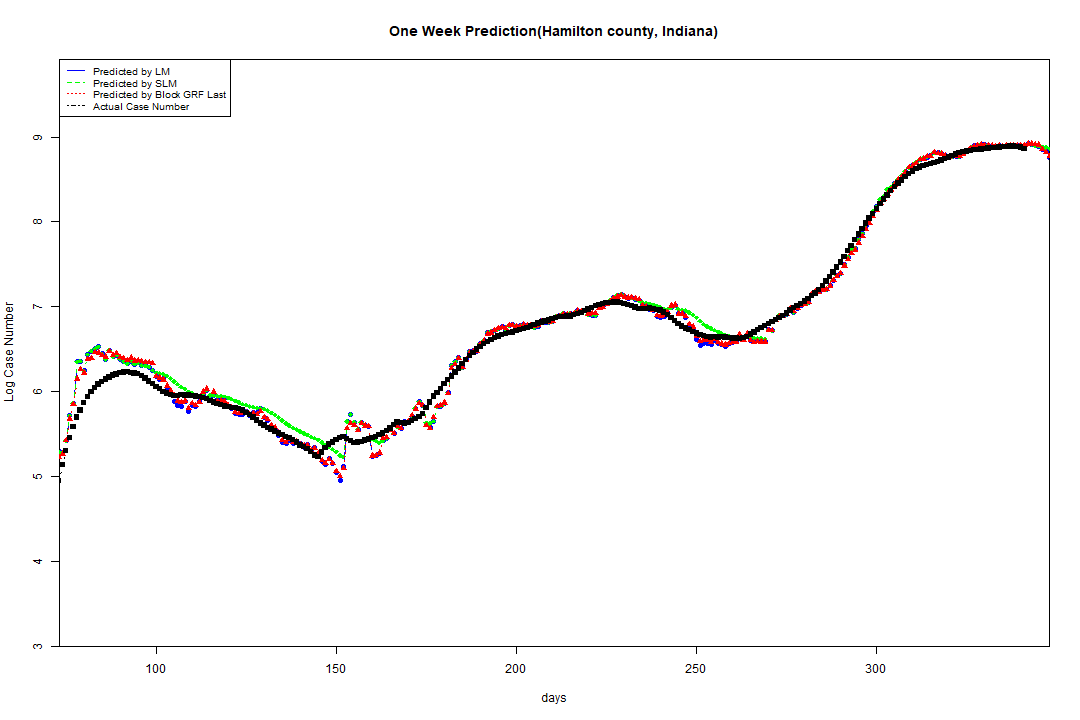 One Week Prediction(Hamilton county, Indiana)
Predicted by LM
Predicted by SLM
Predicted by Block GRF Last
Actual Case Number
9
8
7
6
5
4
3
Log Case Number
100 150 200 250 300
days